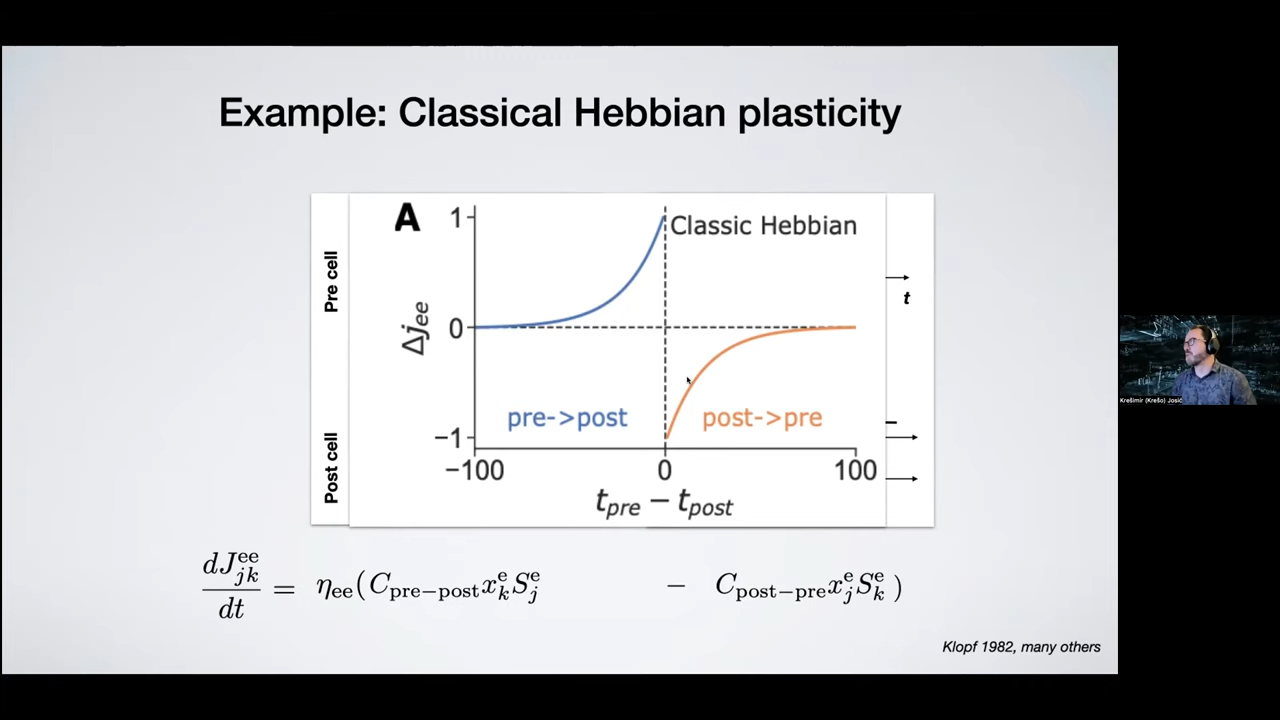 Example: Classical Hebbian plasticity
A
Classic Hebbian
Pre cell
Post cell
Δj_ee
1
0
−1
pre->post
post->pre
−100
0
100
t_pre − t_post
t
dJ^ee_jk / dt = η_ee( C_pre−post x^e_k S^e_j − C_post−pre x^e_j S^e_k )
Klopf 1982, many others
Krešimir (Krešo) Josić